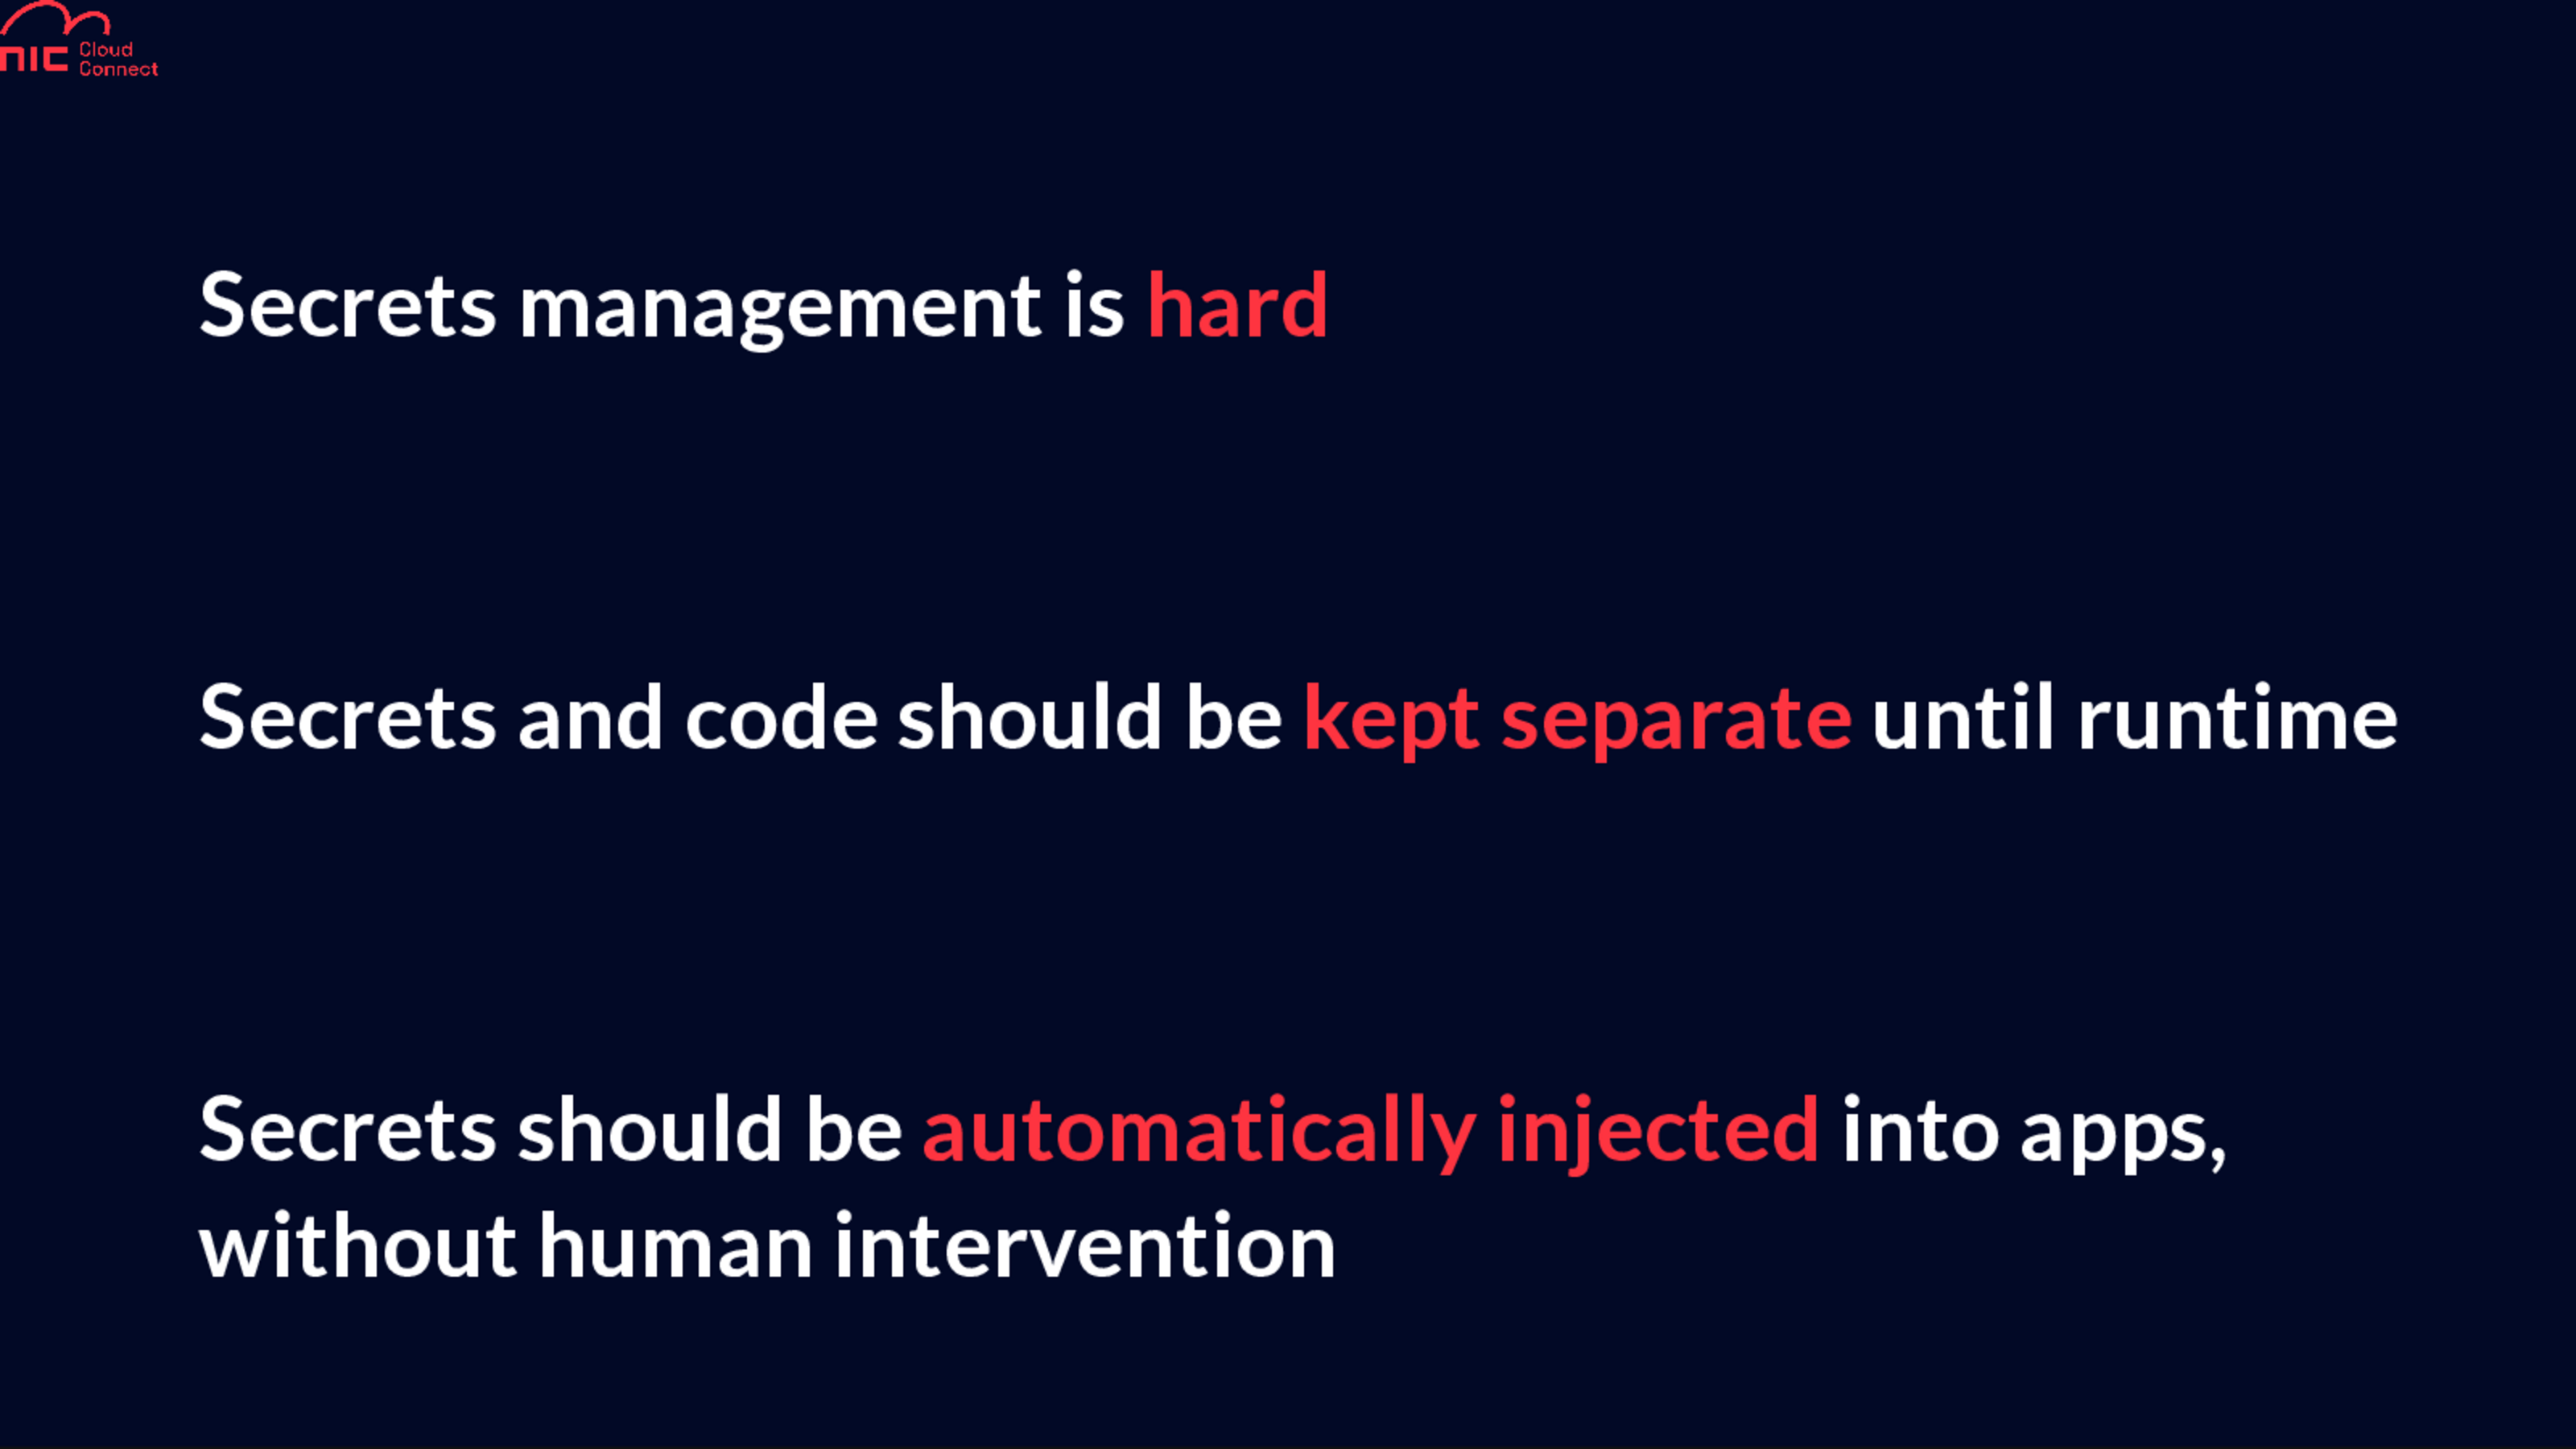 NIC Cloud
Connect
Secrets management is hard
Secrets and code should be kept separate until runtime
Secrets should be automatically injected into apps,
without human intervention